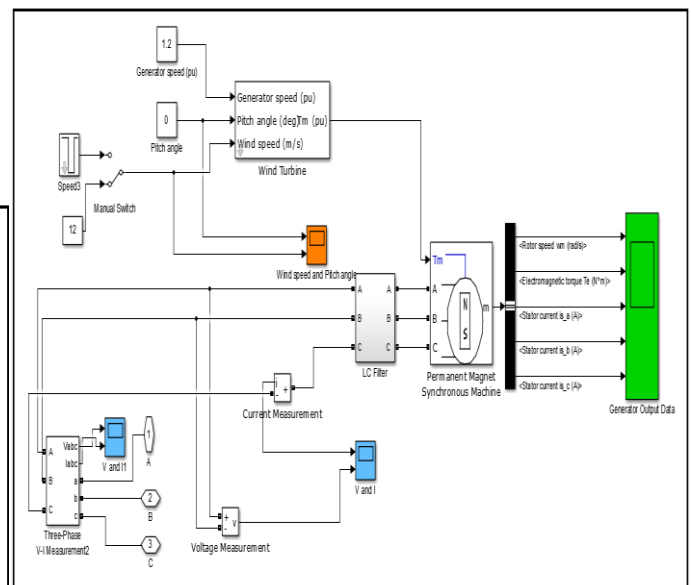 1.2
Generator speed (pu)
Generator speed (pu)
Pitch angle (deg)Tm (pu)
Wind speed (m/s)
Wind Turbine
0
Pitch angle
Speed3
Manual Switch
12
Wind speed and Pitch angle
Tm
A
B
C
m
N
S
Permanent Magnet
Synchronous Machine
A A
B B
C C
LC Filter
<Rotor speed wm (rad/s)>
<Electromagnetic torque Te (N*m)>
<Stator current is_a (A)>
<Stator current is_b (A)>
<Stator current is_c (A)>
Generator Output Data
i
+
-
Current Measurement
V and I
+
-
v
Voltage Measurement
A
B
C
Vabc
Iabc
a
b
c
Three-Phase
V-I Measurement2
V and I1
1
A
2
B
3
C